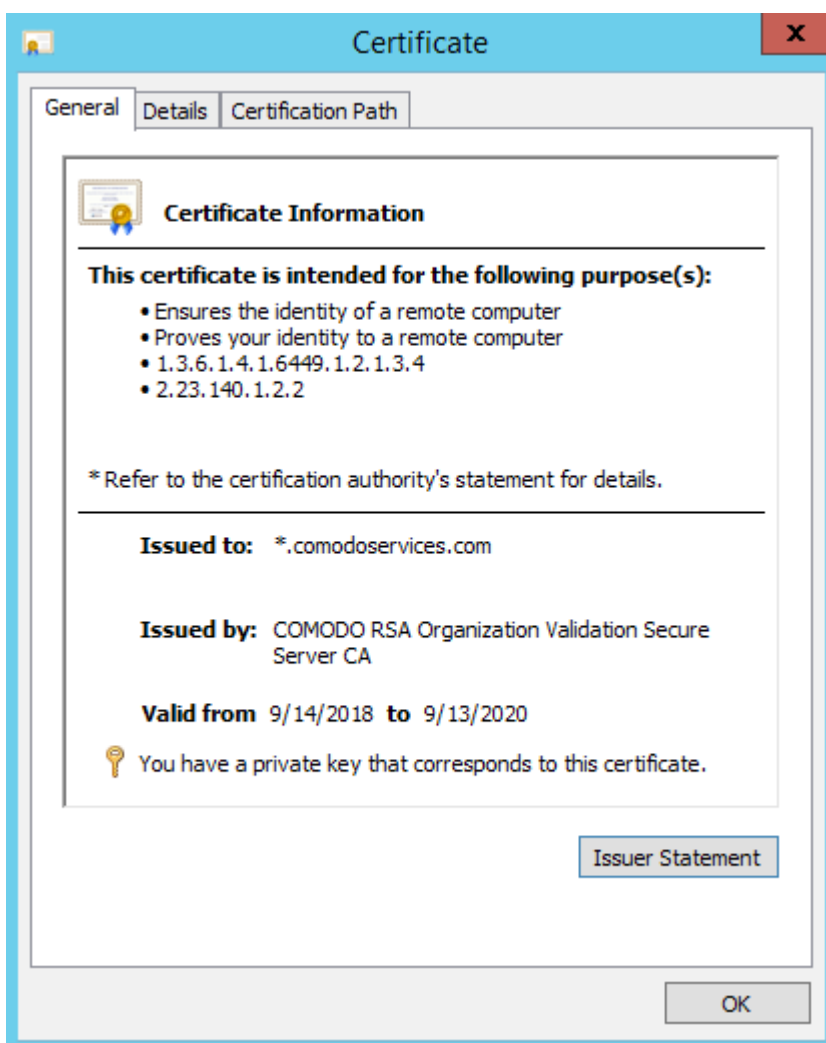 Certificate
x
General Details Certification Path
Certificate Information
This certificate is intended for the following purpose(s):
• Ensures the identity of a remote computer
• Proves your identity to a remote computer
• 1.3.6.1.4.1.6449.1.2.1.3.4
• 2.23.140.1.2.2
* Refer to the certification authority's statement for details.
Issued to: *.comodoservices.com
Issued by: COMODO RSA Organization Validation Secure
Server CA
Valid from 9/14/2018 to 9/13/2020
You have a private key that corresponds to this certificate.
Issuer Statement
OK